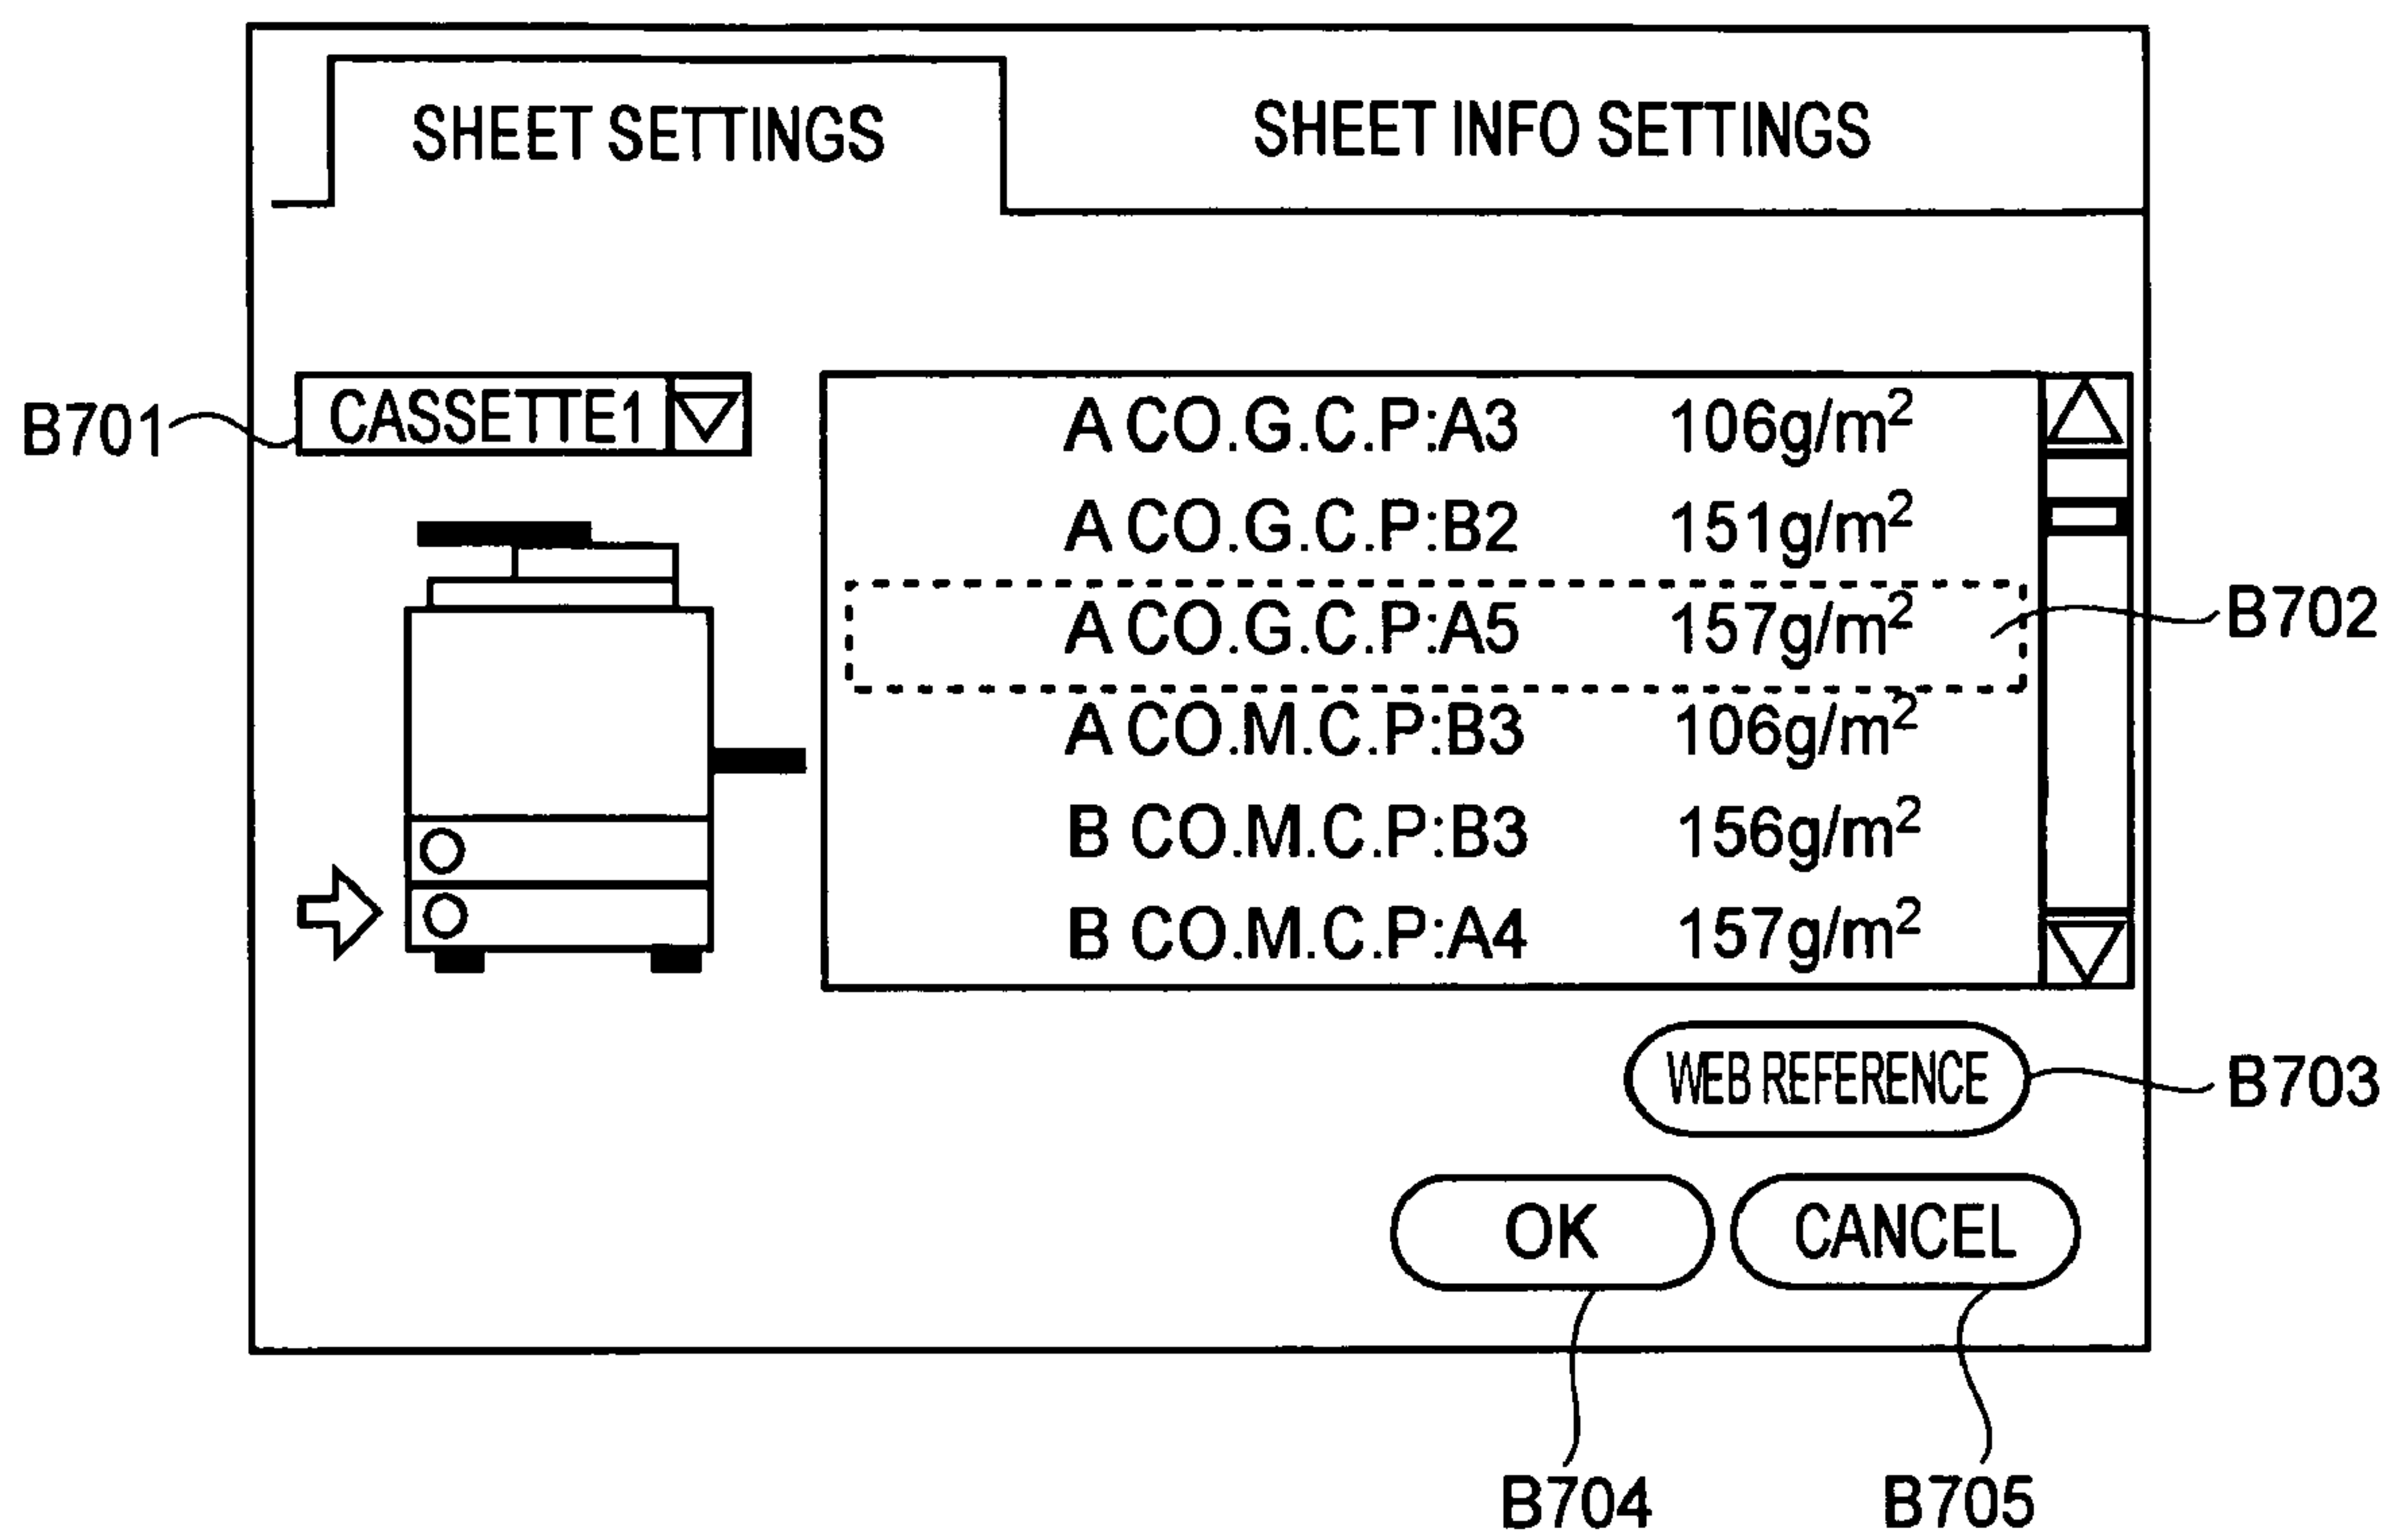 SHEET SETTINGS SHEET INFO SETTINGS
B701 CASSETTE1
A CO.G.C.P:A3 106g/m²
A CO.G.C.P:B2 151g/m²
A CO.G.C.P:A5 157g/m² B702
A CO.M.C.P:B3 106g/m²
B CO.M.C.P:B3 156g/m²
B CO.M.C.P:A4 157g/m²
WEB REFERENCE B703
OK CANCEL
B704 B705